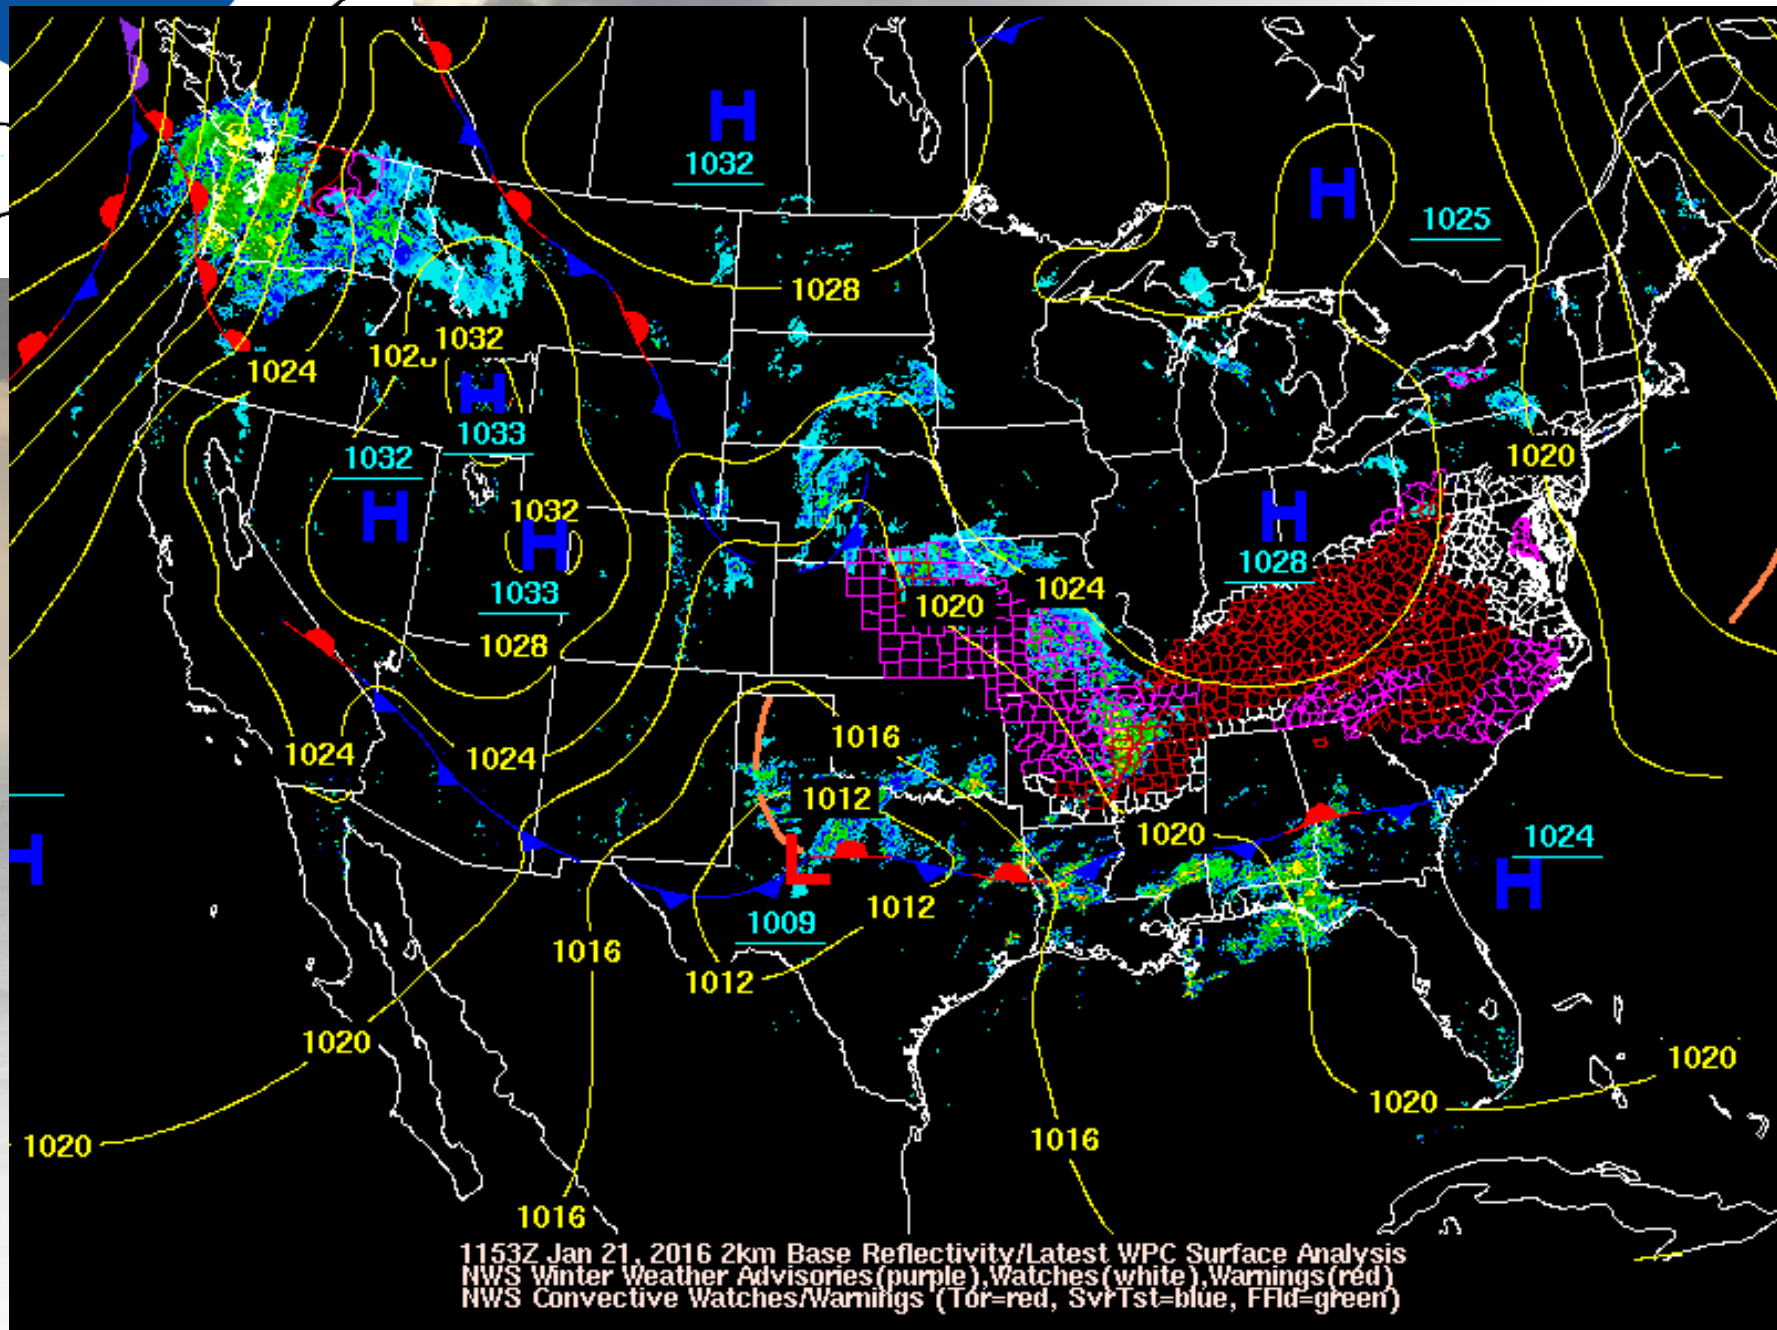 H
1032
H
1025
1028
1032
1024
H
1033
1032
H
1020
1032
H
H
1028
1033
1024
1020
1028
1016
1024
1024
1012
1020
1024
L
H
H
1012
1009
1016
1012
1020
1020
1020
1016
1020
1016
1153Z Jan 21, 2016 2km Base Reflectivity/Latest WPC Surface Analysis
NWS Winter Weather Advisories(purple),Watches(white),Warnings(red)
NWS Convective Watches/Warnings (Tor=red, SvrTst=blue, FFld=green)